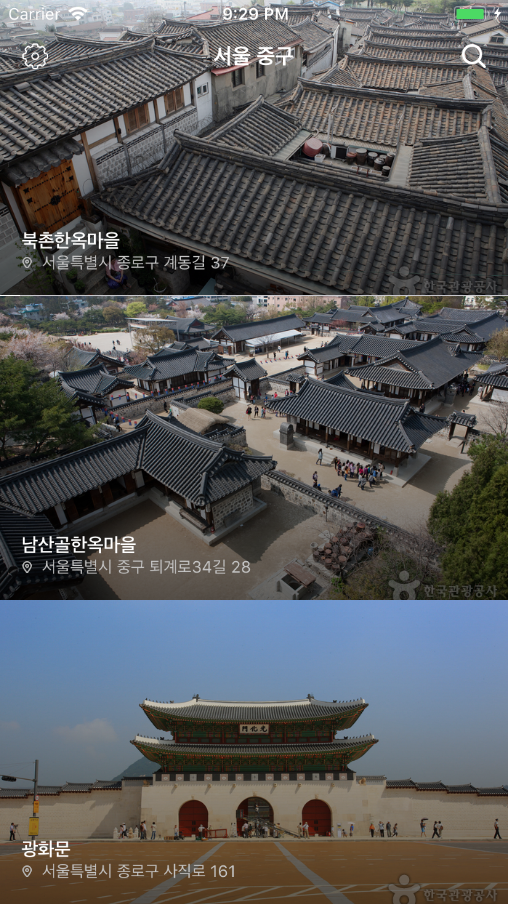 Carrier 9:29 PM
서울 중구
북촌한옥마을
서울특별시 종로구 계동길 37
한국관광공사
남산골한옥마을
서울특별시 중구 퇴계로34길 28
한국관광공사
光化門
광화문
서울특별시 종로구 사직로 161
한국관광공사